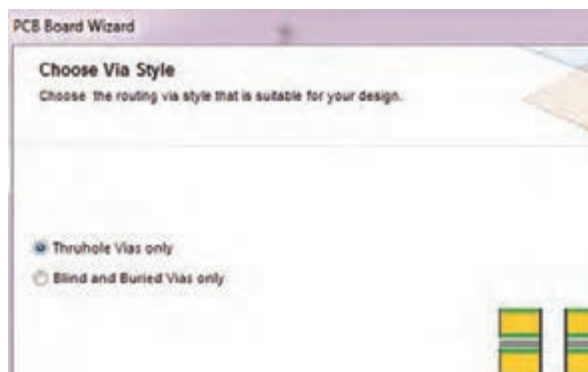 PCB Board Wizard
Choose Via Style
Choose the routing via style that is suitable for your design.
Thruhole Vias only
Blind and Buried Vias only